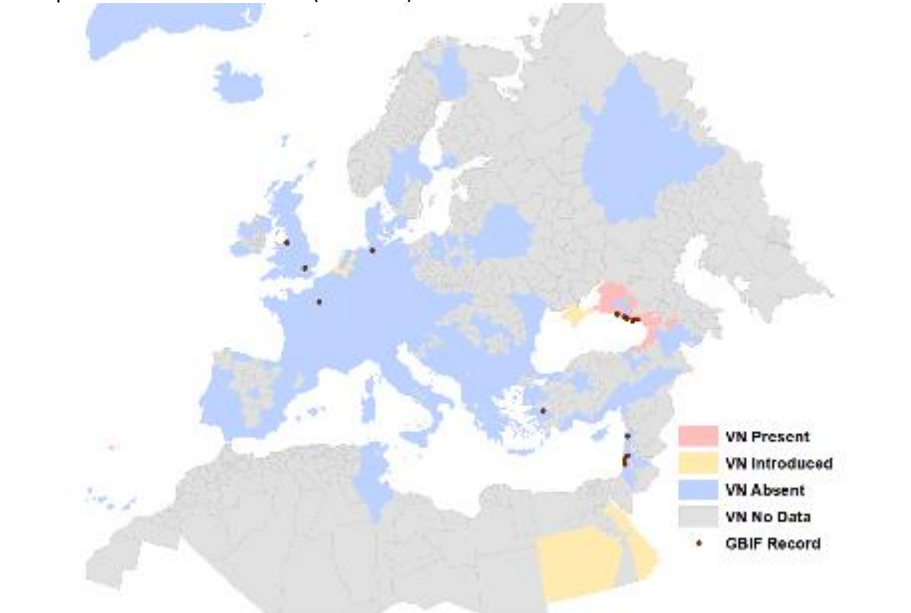 VN Present
VN Introduced
VN Absent
VN No Data
GBIF Record